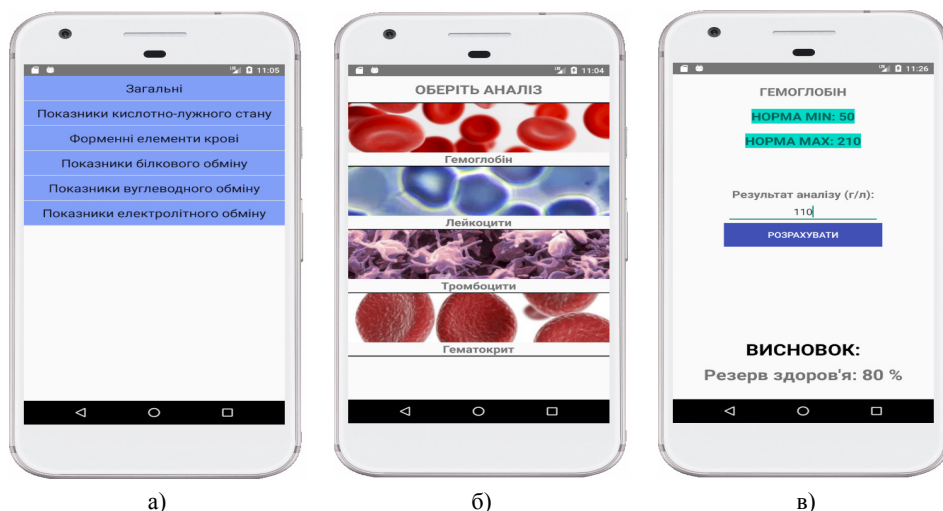 11:05
Загальні
Показники кислотно-лужного стану
Форменні елементи крові
Показники білкового обміну
Показники вуглеводного обміну
Показники електролітного обміну
а)
11:04
ОБЕРІТЬ АНАЛІЗ
Гемоглобін
Лейкоцити
Тромбоцити
Гематокрит
б)
11:26
ГЕМОГЛОБІН
НОРМА MIN: 50
НОРМА MAX: 210
Результат аналізу (г/л):
110
РОЗРАХУВАТИ
ВИСНОВОК:
Резерв здоров'я: 80 %
в)